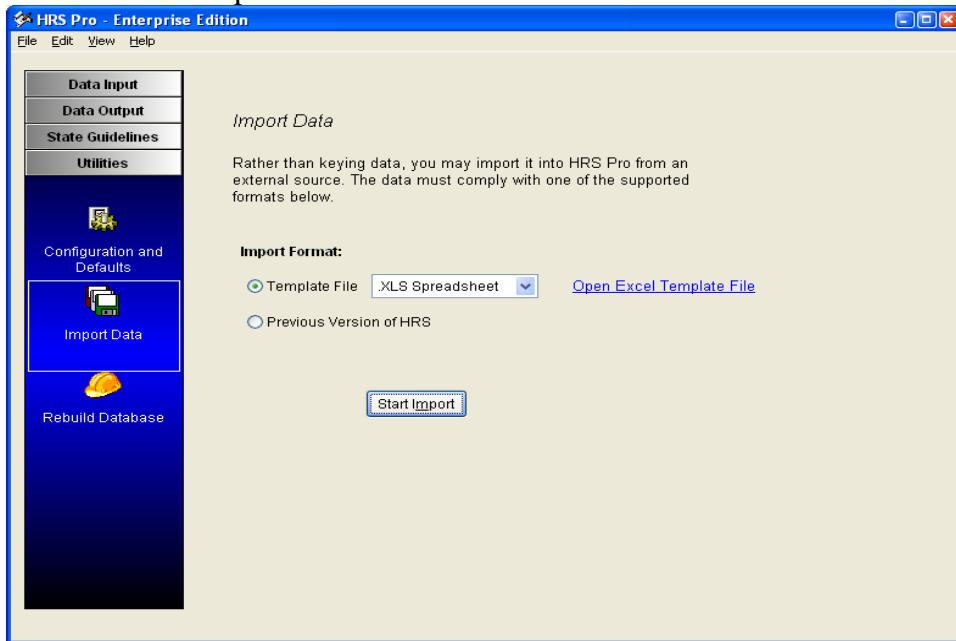 HRS Pro - Enterprise Edition
File Edit View Help
Data Input
Data Output
State Guidelines
Utilities
Configuration and
Defaults
Import Data
Rebuild Database
Import Data
Rather than keying data, you may import it into HRS Pro from an
external source. The data must comply with one of the supported
formats below.
Import Format:
Template File .XLS Spreadsheet Open Excel Template File
Previous Version of HRS
Start Import